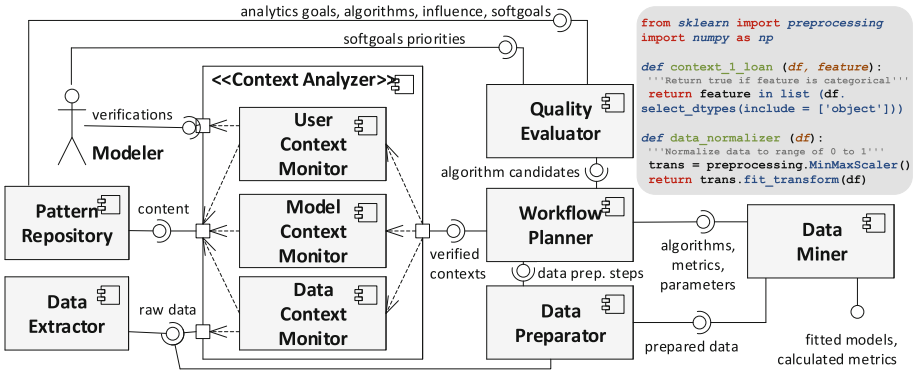 analytics goals, algorithms, influence, softgoals
softgoals priorities
<<Context Analyzer>>
verifications
Modeler
User
Context
Monitor
Quality
Evaluator
algorithm candidates
Pattern
Repository
content
Model
Context
Monitor
verified
contexts
Workflow
Planner
algorithms,
metrics,
parameters
Data
Miner
Data
Extractor
raw data
Data
Context
Monitor
data prep. steps
Data
Preparator
prepared data
fitted models,
calculated metrics
from sklearn import preprocessing
import numpy as np
def context_1_loan (df, feature):
'''Return true if feature is categorical'''
return feature in list (df.
select_dtypes(include = ['object']))
def data_normalizer (df):
'''Normalize data to range of 0 to 1'''
trans = preprocessing.MinMaxScaler()
return trans.fit_transform(df)